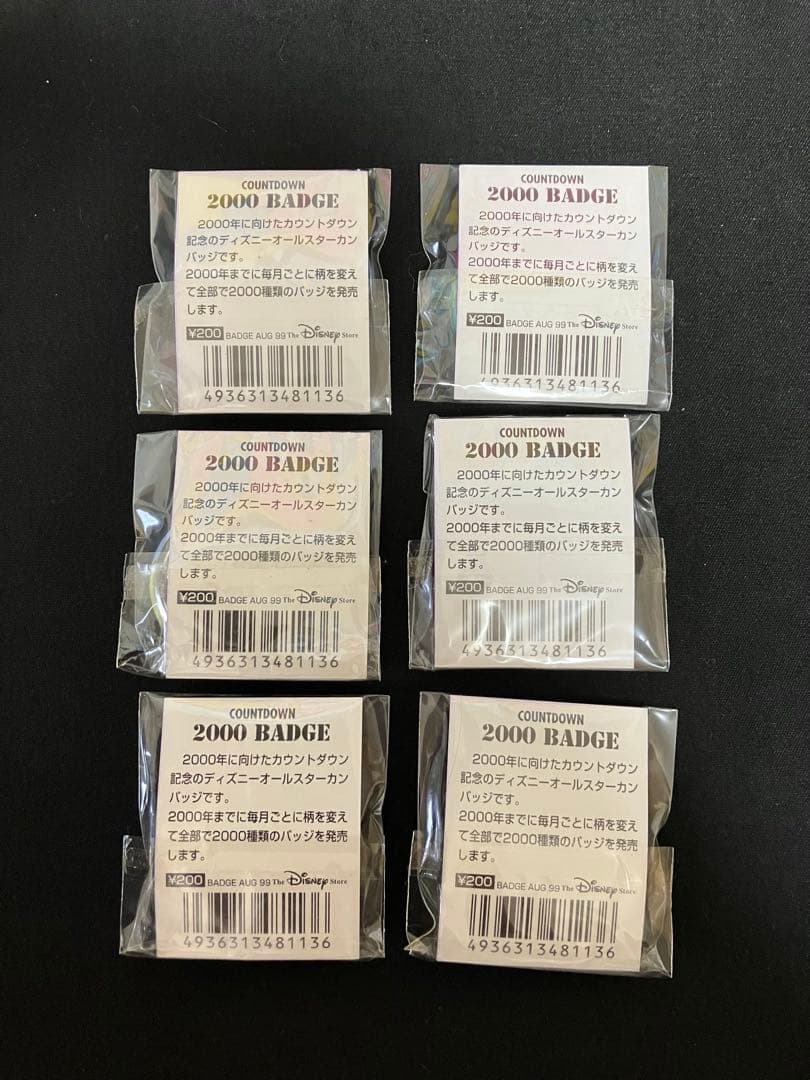 COUNTDOWN
2000 BADGE
2000年に向けたカウントダウン
記念のディズニーオールスターカン
バッジです。
2000年までに毎月ごとに柄を変え
て全部で2000種類のバッジを発売
します。
¥200 BADGE AUG 99 The Disney Store
4936313481136
COUNTDOWN
2000 BADGE
2000年に向けたカウントダウン
記念のディズニーオールスターカン
バッジです。
2000年までに毎月ごとに柄を変え
て全部で2000種類のバッジを発売
します。
¥200 BADGE AUG 99 The Disney Store
4936313481136
COUNTDOWN
2000 BADGE
2000年に向けたカウントダウン
記念のディズニーオールスターカン
バッジです。
2000年までに毎月ごとに柄を変え
て全部で2000種類のバッジを発売
します。
¥200 BADGE AUG 99 The Disney Store
4936313481136
COUNTDOWN
2000 BADGE
2000年に向けたカウントダウン
記念のディズニーオールスターカン
バッジです。
2000年までに毎月ごとに柄を変え
て全部で2000種類のバッジを発売
します。
¥200 BADGE AUG 99 The Disney Store
4936313481136
COUNTDOWN
2000 BADGE
2000年に向けたカウントダウン
記念のディズニーオールスターカン
バッジです。
2000年までに毎月ごとに柄を変え
て全部で2000種類のバッジを発売
します。
¥200 BADGE AUG 99 The Disney Store
4936313481136
COUNTDOWN
2000 BADGE
2000年に向けたカウントダウン
記念のディズニーオールスターカン
バッジです。
2000年までに毎月ごとに柄を変え
て全部で2000種類のバッジを発売
します。
¥200 BADGE AUG 99 The Disney Store
4936313481136